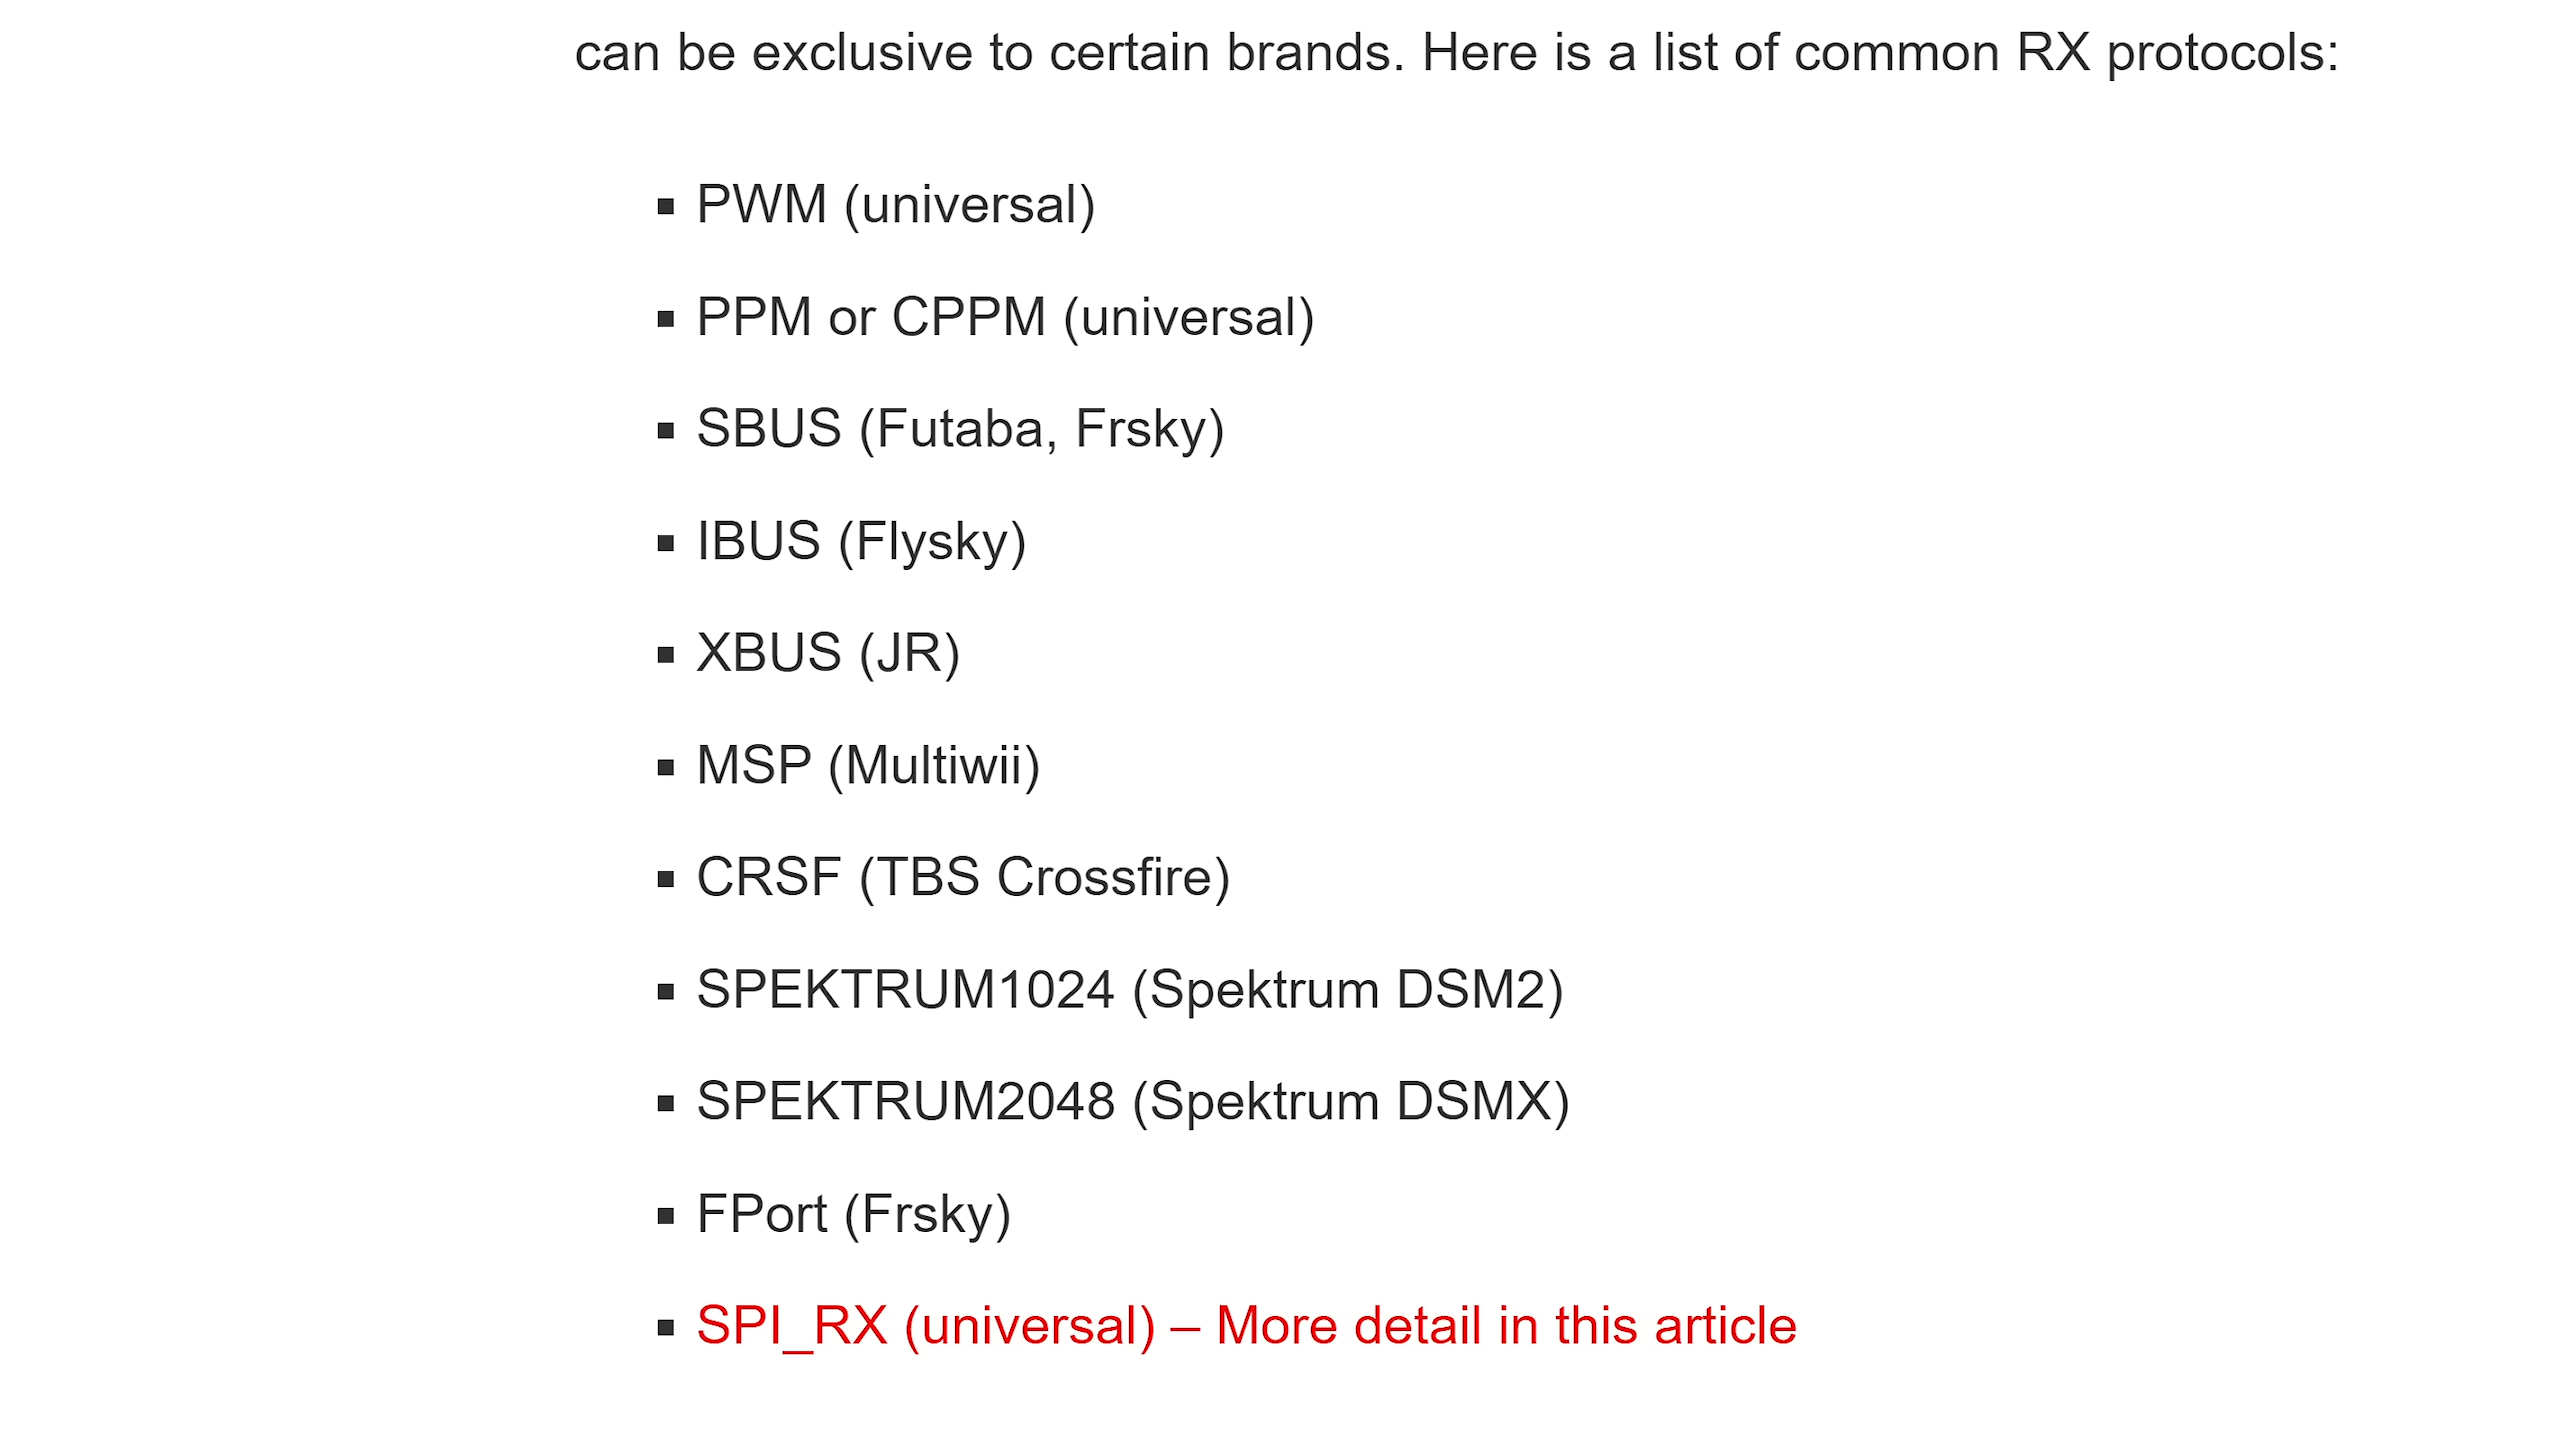 can be exclusive to certain brands. Here is a list of common RX protocols:
▪ PWM (universal)
▪ PPM or CPPM (universal)
▪ SBUS (Futaba, Frsky)
▪ IBUS (Flysky)
▪ XBUS (JR)
▪ MSP (Multiwii)
▪ CRSF (TBS Crossfire)
▪ SPEKTRUM1024 (Spektrum DSM2)
▪ SPEKTRUM2048 (Spektrum DSMX)
▪ FPort (Frsky)
▪ SPI_RX (universal) – More detail in this article